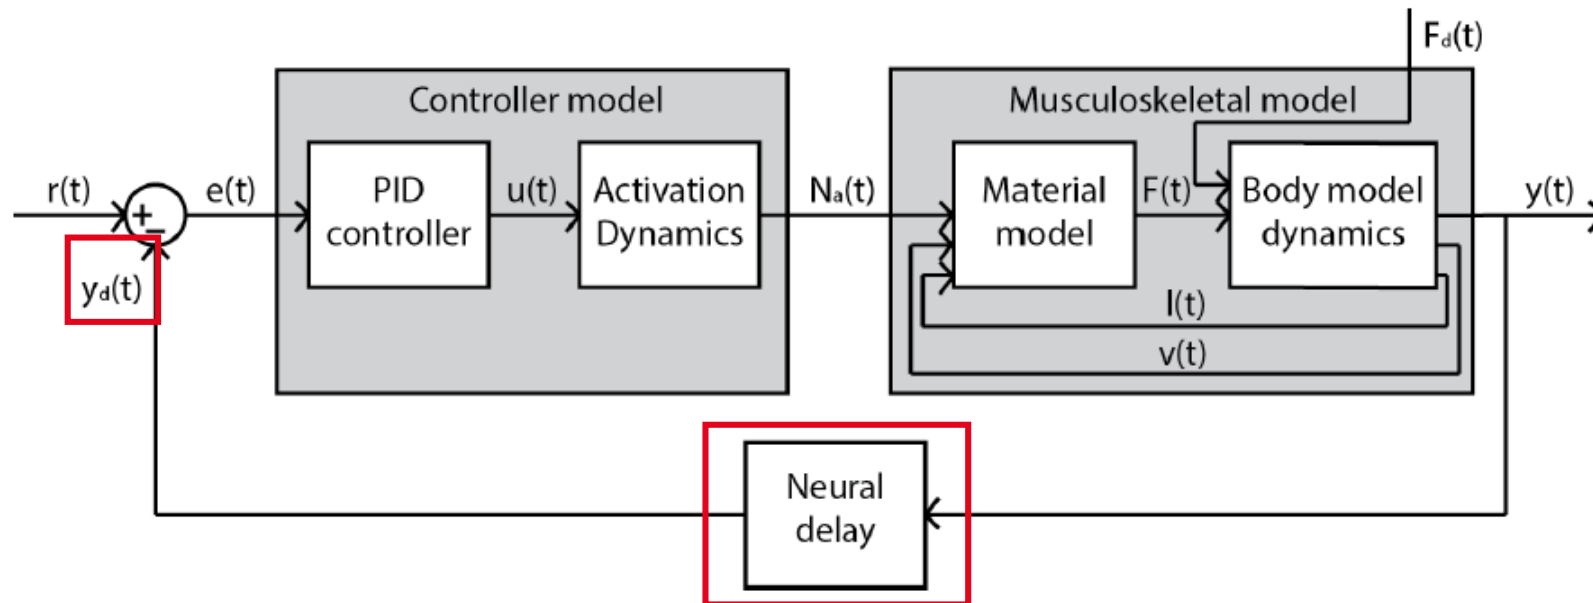 Fd(t)
Controller model
Musculoskeletal model
r(t)
+
−
e(t)
PID
controller
u(t)
Activation
Dynamics
Na(t)
Material
model
F(t)
Body model
dynamics
y(t)
yd(t)
l(t)
v(t)
Neural
delay